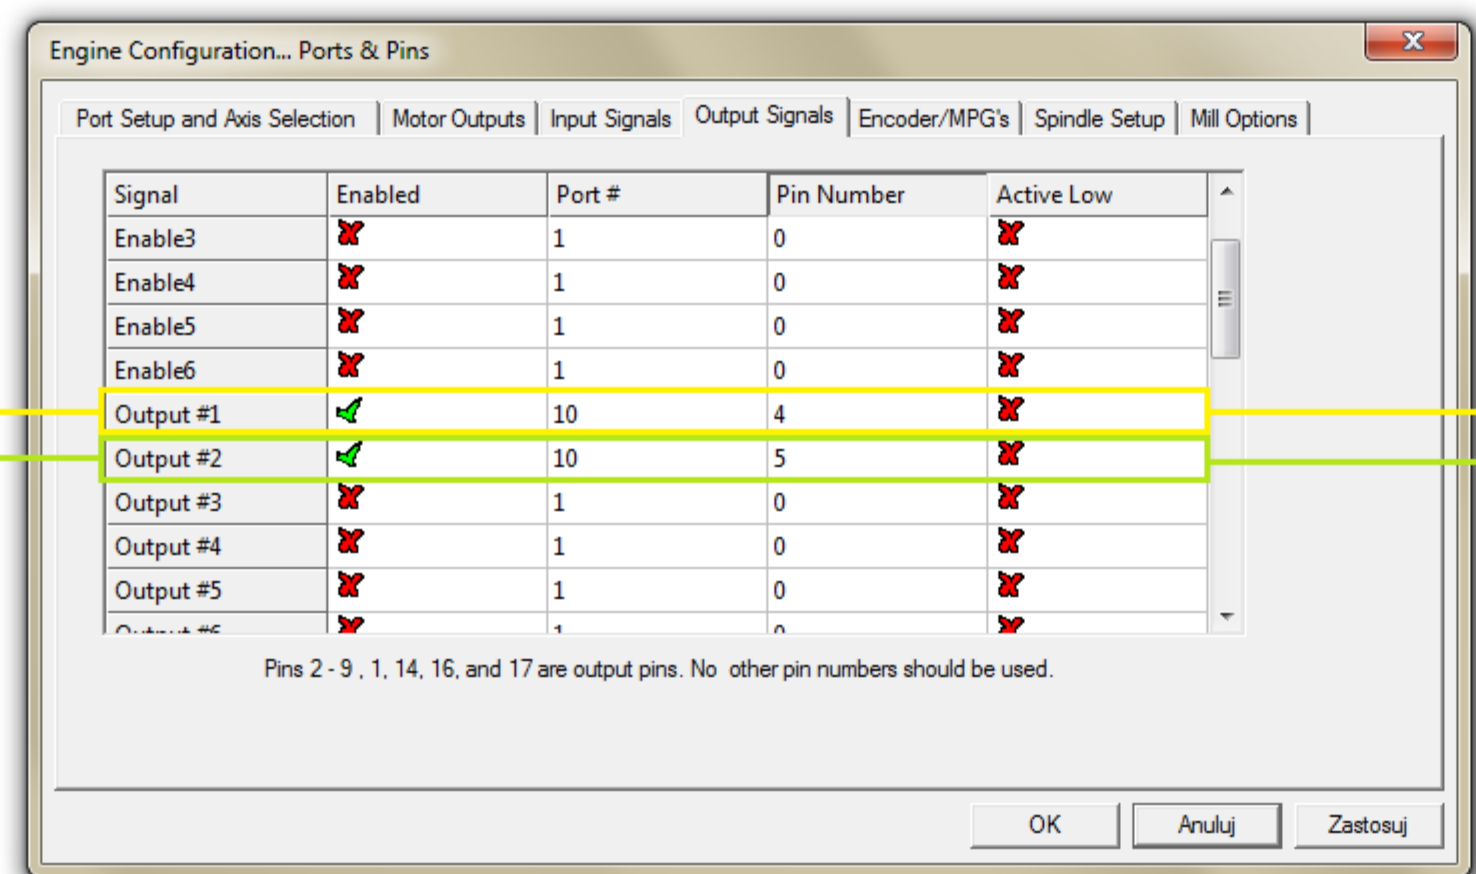 Engine Configuration... Ports & Pins
Port Setup and Axis Selection Motor Outputs Input Signals Output Signals Encoder/MPG's Spindle Setup Mill Options
Signal Enabled Port # Pin Number Active Low
Enable3 1 0
Enable4 1 0
Enable5 1 0
Enable6 1 0
Output #1 10 4
Output #2 10 5
Output #3 1 0
Output #4 1 0
Output #5 1 0
Output #6 1 0
Pins 2 - 9 , 1, 14, 16, and 17 are output pins. No other pin numbers should be used.
OK Anuluj Zastosuj